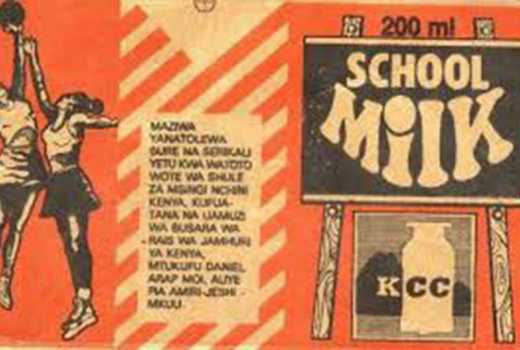 MAZIWA
YANATOLEWA
BURE NA SERIKALI
YETU KWA WATOTO
WOTE WA SHULE
ZA MSINGI NCHINI
KENYA, KUFUA-
TANA NA UAMUZI
WA BUSARA WA
RAIS WA JAMHURI
YA KENYA,
MTUKUFU DANIEL
ARAP MOI, ALIYE
PIA AMIRI-JESHI -
MKUU.
200 ml
SCHOOL
MilK
KCC